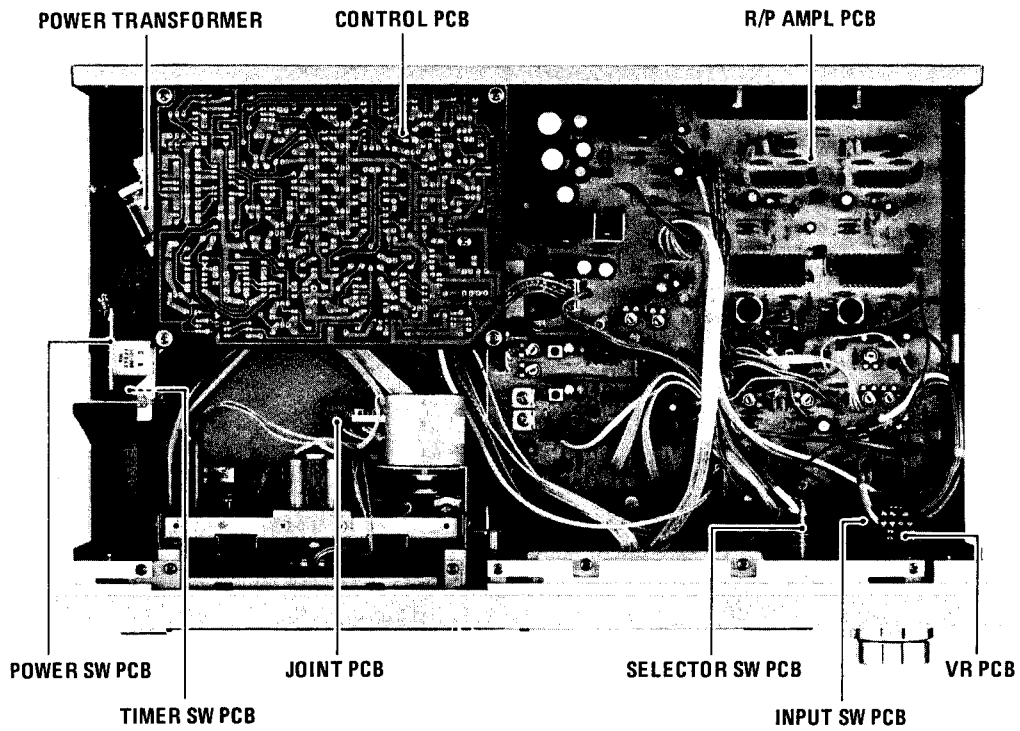 POWER TRANSFORMER
CONTROL PCB
R/P AMPL PCB
POWER SW PCB
JOINT PCB
SELECTOR SW PCB
VR PCB
TIMER SW PCB
INPUT SW PCB